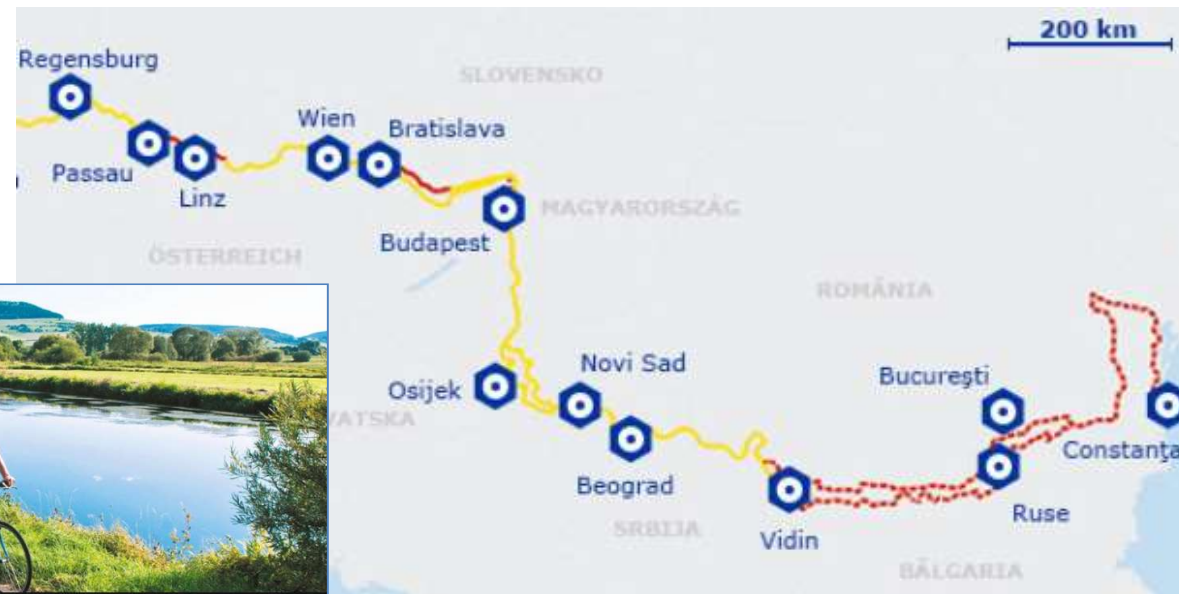 200 km
Regensburg
SLOVENSKO
Wien
Bratislava
Passau
Linz
MAGYARORSZÁG
Budapest
ÖSTERREICH
ROMÂNIA
Novi Sad
Bucureşti
Osijek
VATSKA
Constanţa
Beograd
Ruse
SRBIJA
Vidin
BĂLGARIA